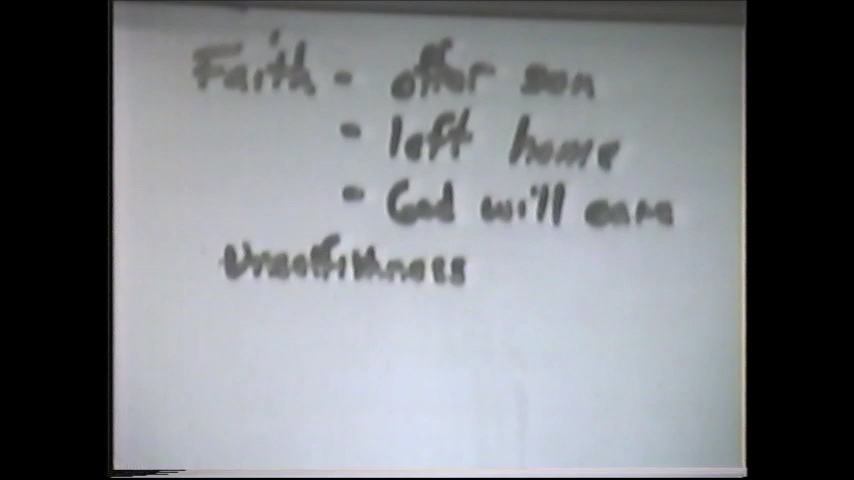 Faith - offer son
- left home
- God will care
Unselfishness